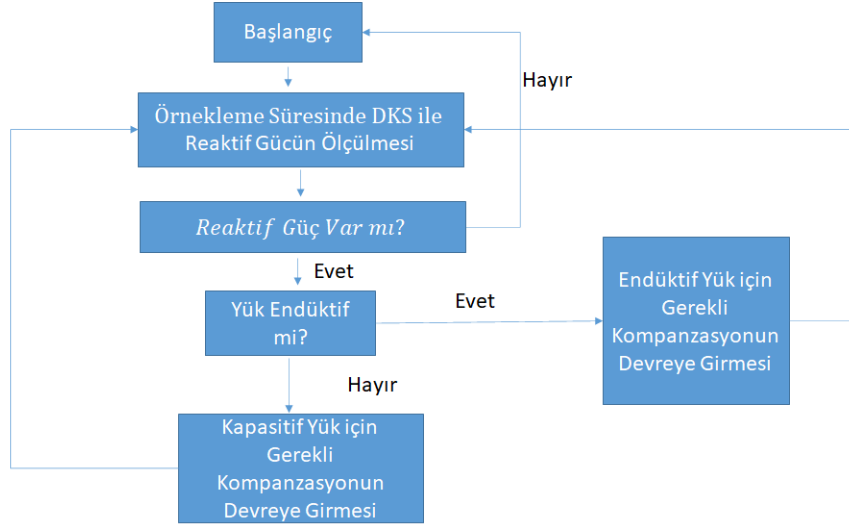 Başlangıç
Hayır
Örnekleme Süresinde DKS ile
Reaktif Gücün Ölçülmesi
Reaktif Güç Var mı?
Evet
Yük Endüktif
mi?
Evet
Endüktif Yük için
Gerekli
Kompanzasyonun
Devreye Girmesi
Hayır
Kapasitif Yük için
Gerekli
Kompanzasyonun
Devreye Girmesi